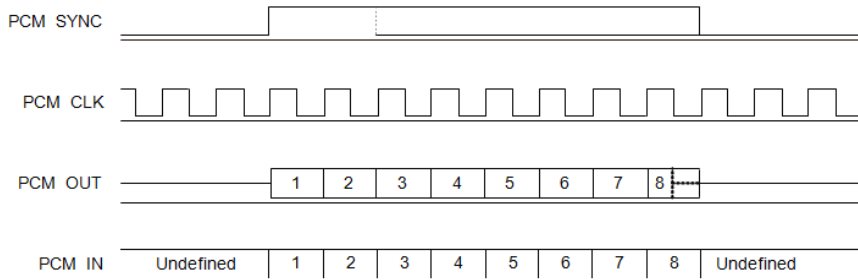 PCM SYNC
PCM CLK
PCM OUT 1 2 3 4 5 6 7 8
PCM IN Undefined 1 2 3 4 5 6 7 8 Undefined